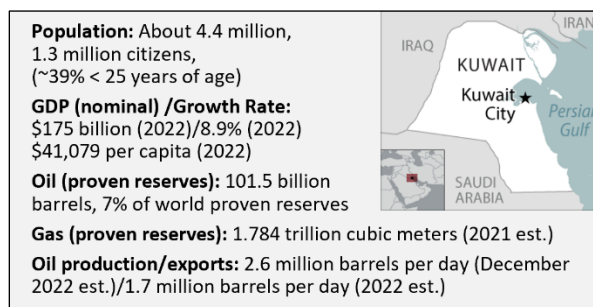 Population: About 4.4 million,
1.3 million citizens,
(~39% < 25 years of age)
GDP (nominal) /Growth Rate:
$175 billion (2022)/8.9% (2022)
$41,079 per capita (2022)
Oil (proven reserves): 101.5 billion
barrels, 7% of world proven reserves
Gas (proven reserves): 1.784 trillion cubic meters (2021 est.)
Oil production/exports: 2.6 million barrels per day (December
2022 est.)/1.7 million barrels per day (2022 est.)
IRAN
IRAQ
KUWAIT
Kuwait
City
Persian
Gulf
SAUDI
ARABIA